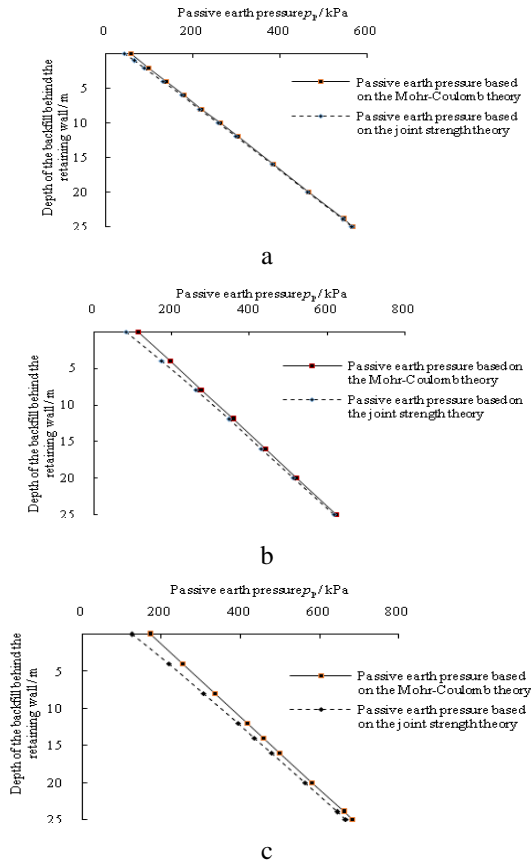 Passive earth pressure pp / kPa
0 200 400 600
5
10
15
20
25
Depth of the backfill behind the
retaining wall / m
Passive earth pressure based
on the Mohr-Coulomb theory
Passive earth pressure based
on the joint strength theory
a
Passive earth pressure pp / kPa
0 200 400 600 800
5
10
15
20
25
Depth of the backfill behind the
retaining wall / m
Passive earth pressure based on
the Mohr-Coulomb theory
Passive earth pressure based on
the joint strength theory
b
Passive earth pressure pp / kPa
0 200 400 600 800
5
10
15
20
25
Depth of the backfill behind the
retaining wall / m
Passive earth pressure based
on the Mohr-Coulomb theory
Passive earth pressure based
on the joint strength theory
c